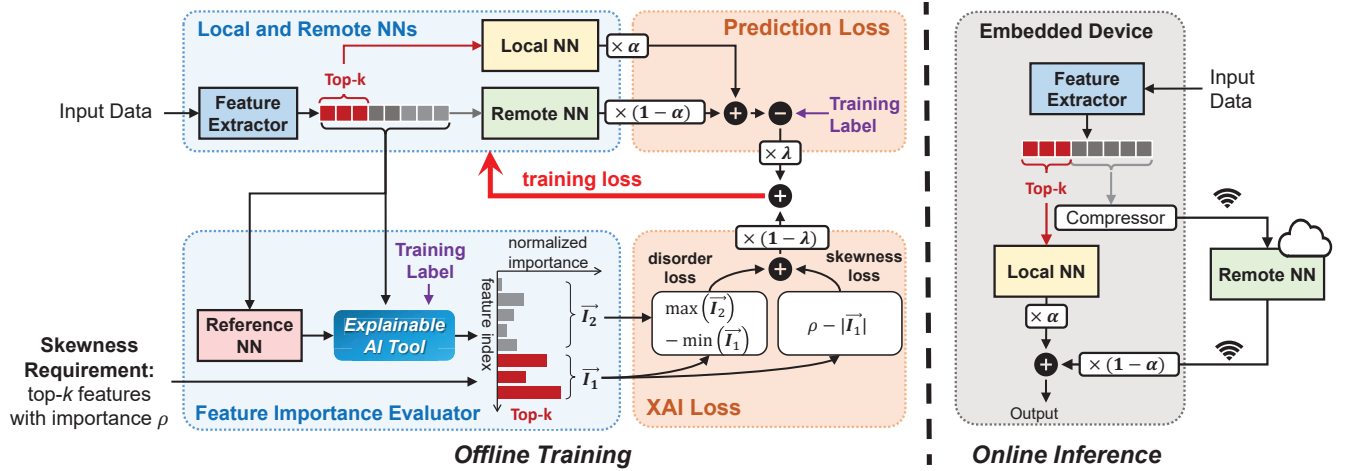 Local and Remote NNs
Prediction Loss
Local NN
× α
Top-k
Input Data
Feature
Extractor
Remote NN
× (1 − α)
+
−
Training
Label
× λ
training loss
+
× (1 − λ)
+
normalized
importance
disorder
loss
skewness
loss
Training
Label
feature index
Reference
NN
Explainable
AI Tool
I₂
I₁
max (I₂)
− min (I₁)
ρ − |I₁|
Skewness
Requirement:
top-k features
with importance ρ
Feature Importance Evaluator
Top-k
XAI Loss
Offline Training
Embedded Device
Feature
Extractor
Input
Data
Top-k
Compressor
Local NN
Remote NN
× α
+
× (1 − α)
Output
Online Inference